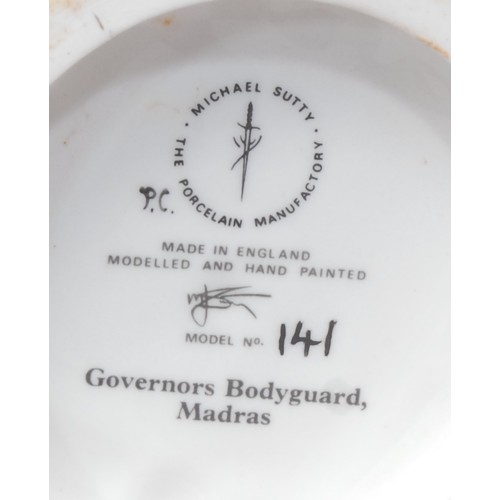 · MICHAEL SUTTY ·
THE PORCELAIN MANUFACTORY
P.C.
MADE IN ENGLAND
MODELLED AND HAND PAINTED
MODEL No. 141
Governors Bodyguard,
Madras